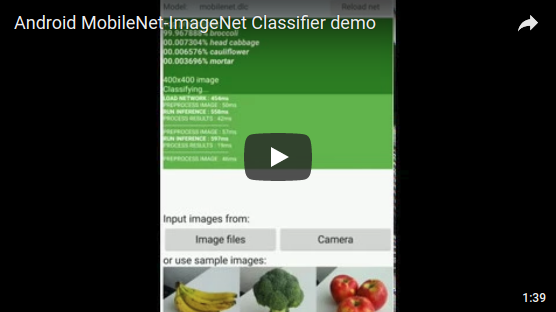 Android MobileNet-ImageNet Classifier demo
Model mobilenet.dlc Reload net
99.967888% broccoli
00.007304% head cabbage
00.006576% cauliflower
00.003696% mortar
400x400 image
Classifying...
LOAD NETWORK : 454ms
PREPROCESS IMAGE : 50ms
RUN INFERENCE : 558ms
PROCESS RESULTS : 42ms
PREPROCESS IMAGE : 57ms
RUN INFERENCE : 597ms
PROCESS RESULTS : 19ms
PREPROCESS IMAGE : 46ms
Input images from:
Image files
Camera
or use sample images:
1:39